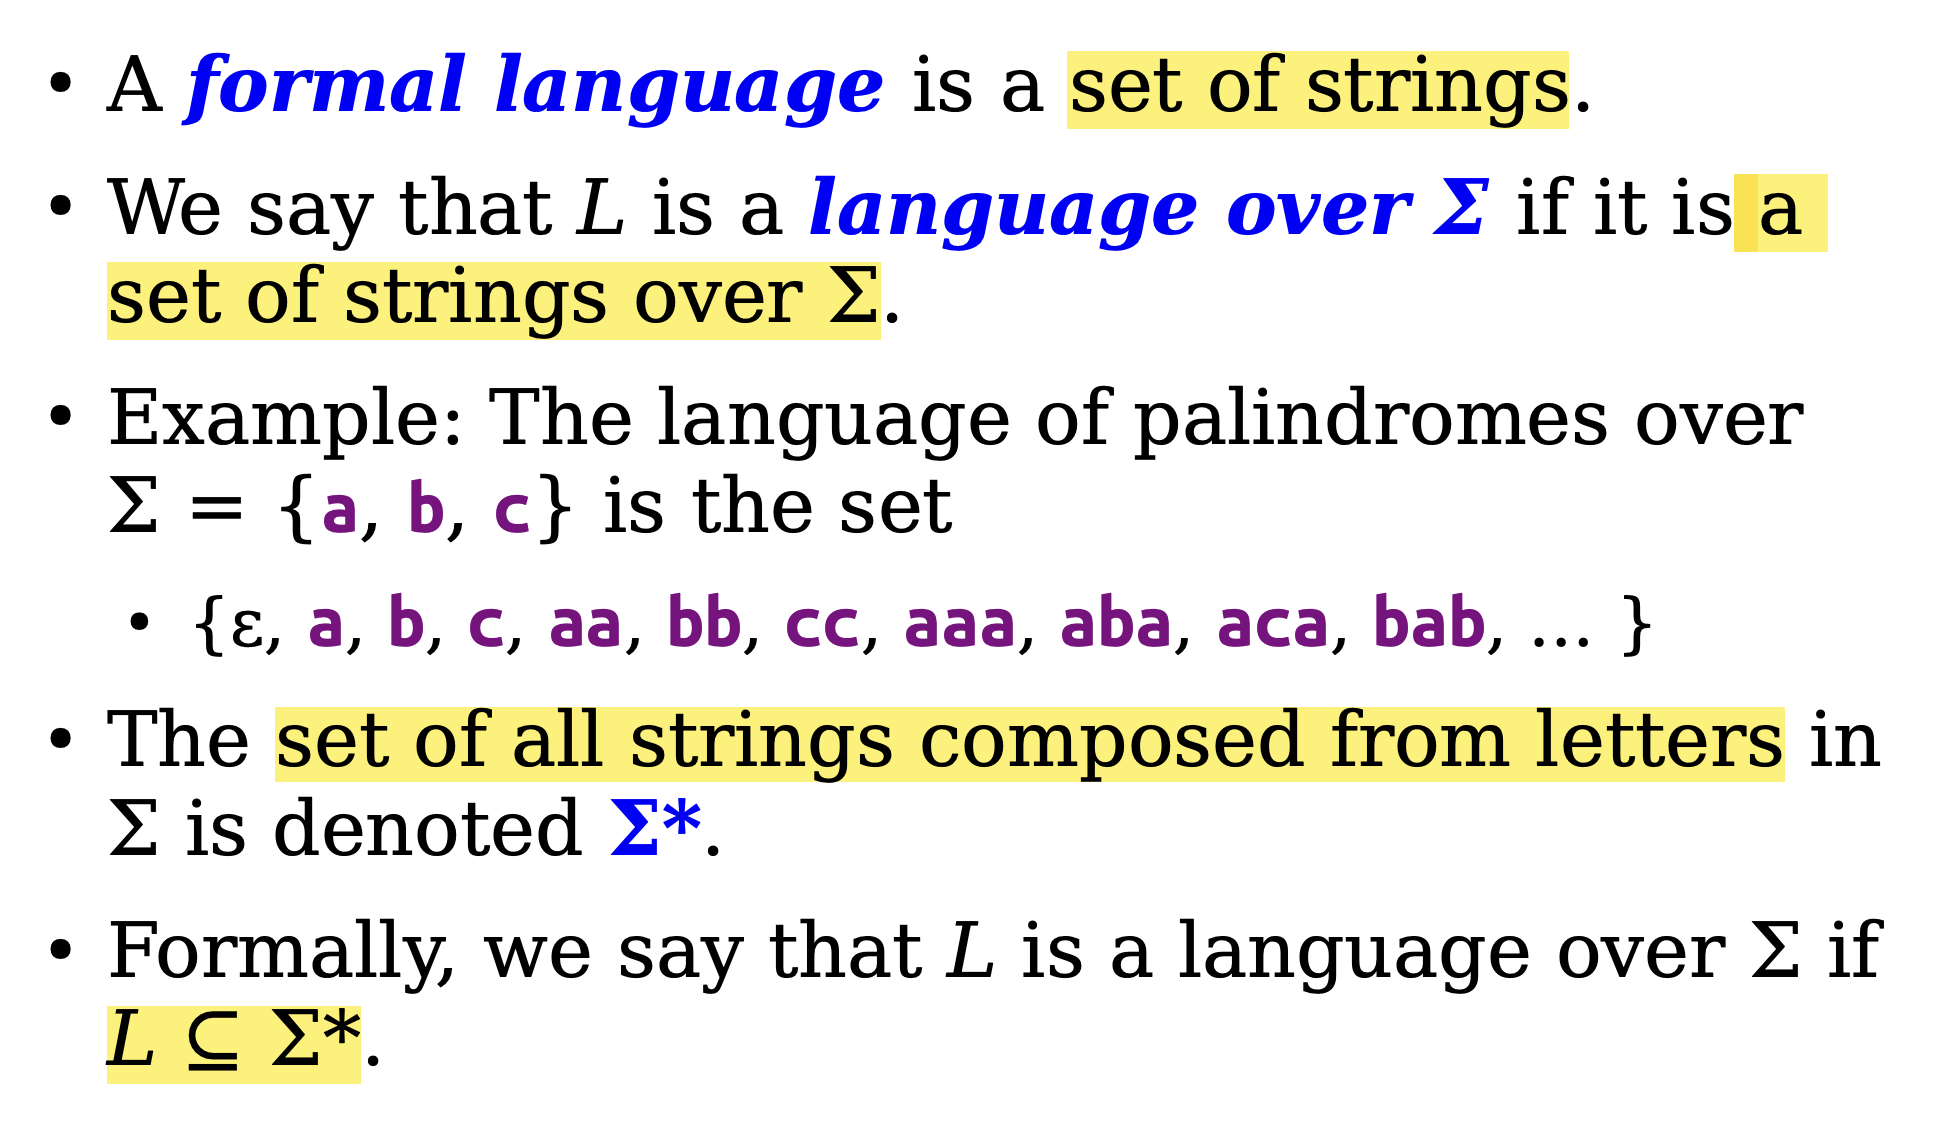 • A formal language is a set of strings.
• We say that L is a language over Σ if it is a
set of strings over Σ.
• Example: The language of palindromes over
Σ = {a, b, c} is the set
• {ε, a, b, c, aa, bb, cc, aaa, aba, aca, bab, … }
• The set of all strings composed from letters in
Σ is denoted Σ*.
• Formally, we say that L is a language over Σ if
L ⊆ Σ*.